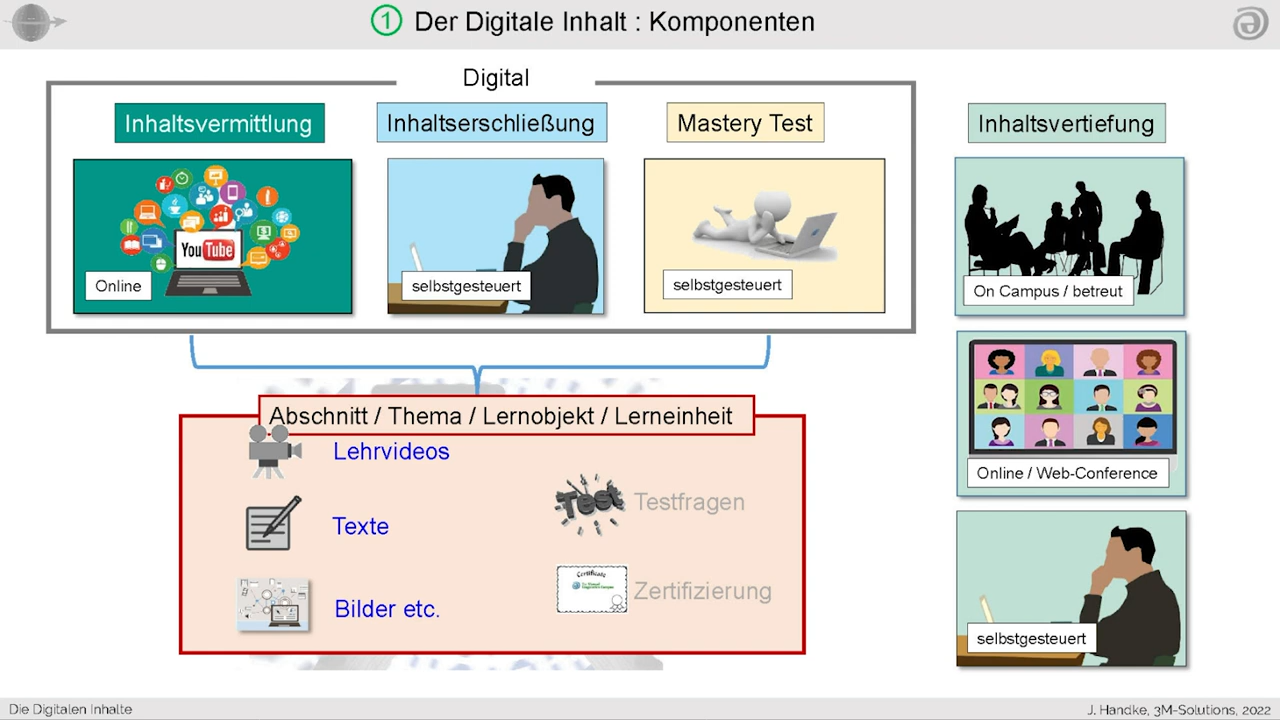 1 Der Digitale Inhalt : Komponenten
Digital
Inhaltsvermittlung
Inhaltserschließung
Mastery Test
Inhaltsvertiefung
YouTube
Online
selbstgesteuert
selbstgesteuert
On Campus / betreut
Online / Web-Conference
selbstgesteuert
Abschnitt / Thema / Lernobjekt / Lerneinheit
Lehrvideos
Texte
Bilder etc.
Test
Testfragen
Certificate
Zertifizierung
Die Digitalen Inhalte
J. Handke, 3M-Solutions, 2022